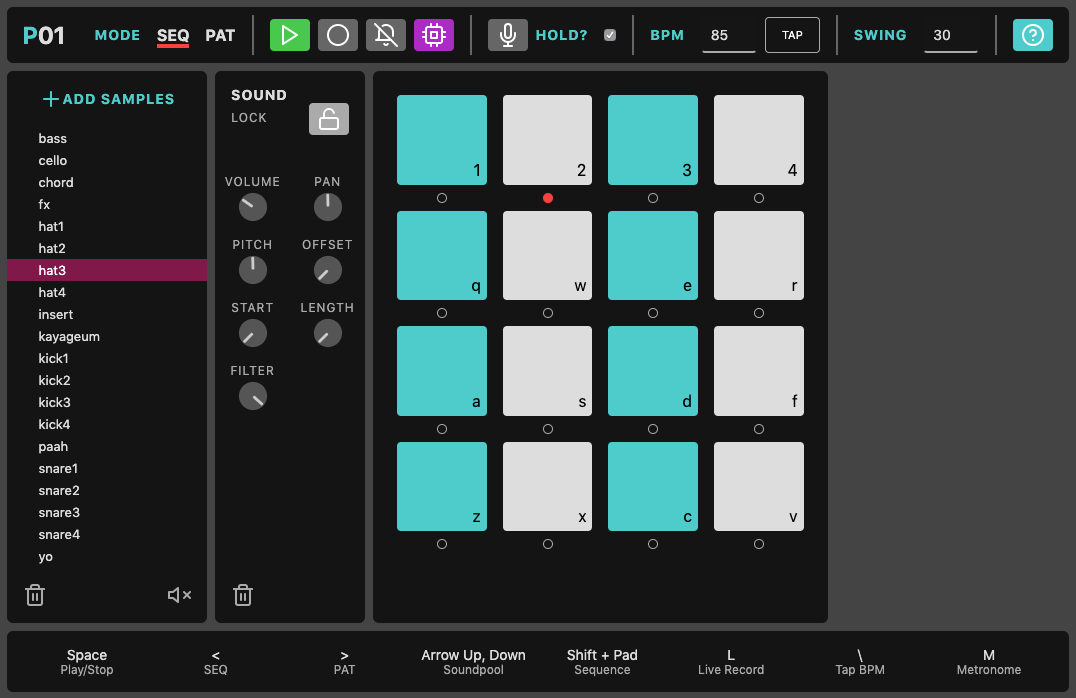 P01 MODE SEQ PAT HOLD? BPM 85 TAP SWING 30 ?
ADD SAMPLES
bass
cello
chord
fx
hat1
hat2
hat3
hat4
insert
kayageum
kick1
kick2
kick3
kick4
paah
snare1
snare2
snare3
snare4
yo
SOUND
LOCK
VOLUME PAN
PITCH OFFSET
START LENGTH
FILTER
1 2 3 4
q w e r
a s d f
z x c v
Space < > Arrow Up, Down Shift + Pad L \ M
Play/Stop SEQ PAT Soundpool Sequence Live Record Tap BPM Metronome